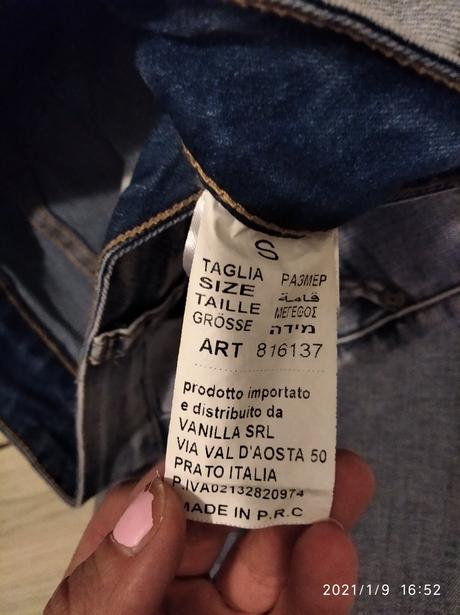 S
TAGLIA РАЗМЕР
SIZE قامة
TAILLE ΜΕΓΕΘΟΣ
GRÖSSE מידה
ART 816137
prodotto importato
e distribuito da
VANILLA SRL
VIA VAL D'AOSTA 50
PRATO ITALIA
P.IVA02132820974
MADE IN P.R.C
2021/1/9 16:52